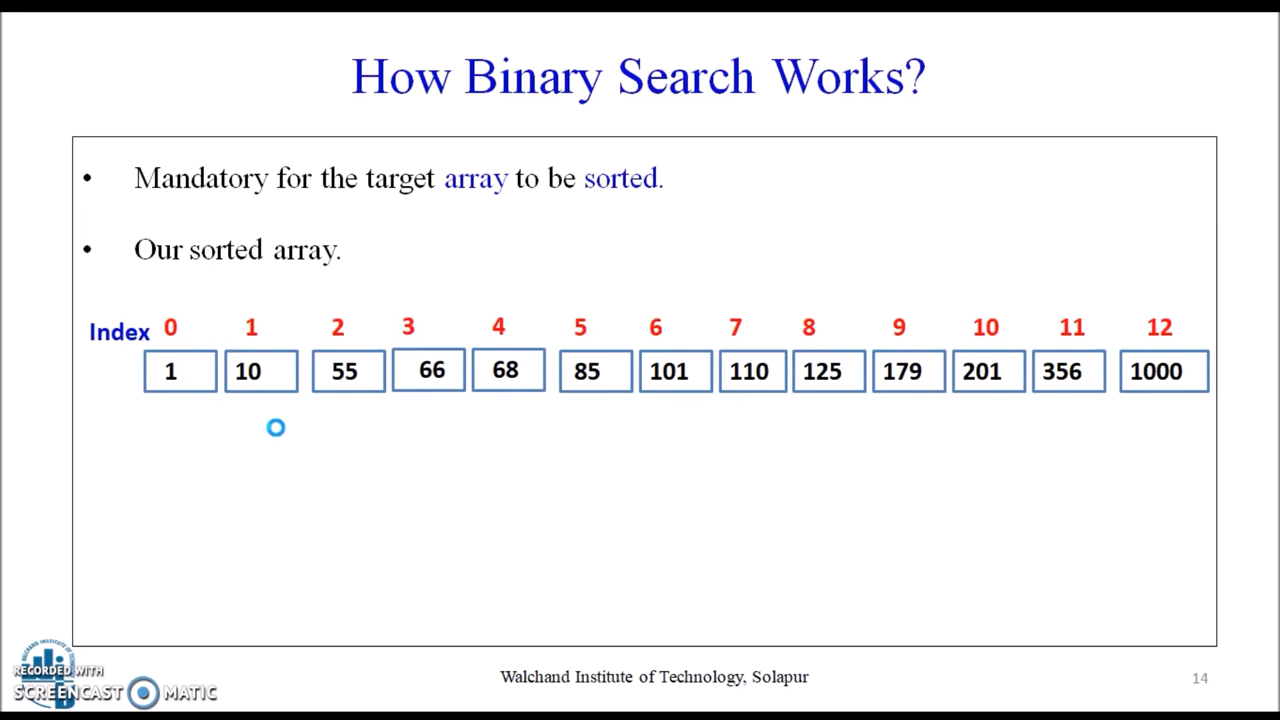 How Binary Search Works?
• Mandatory for the target array to be sorted.
• Our sorted array.
Index 0 1 2 3 4 5 6 7 8 9 10 11 12
1 10 55 66 68 85 101 110 125 179 201 356 1000
RECORDED WITH
SCREENCAST MATIC
Walchand Institute of Technology, Solapur
14